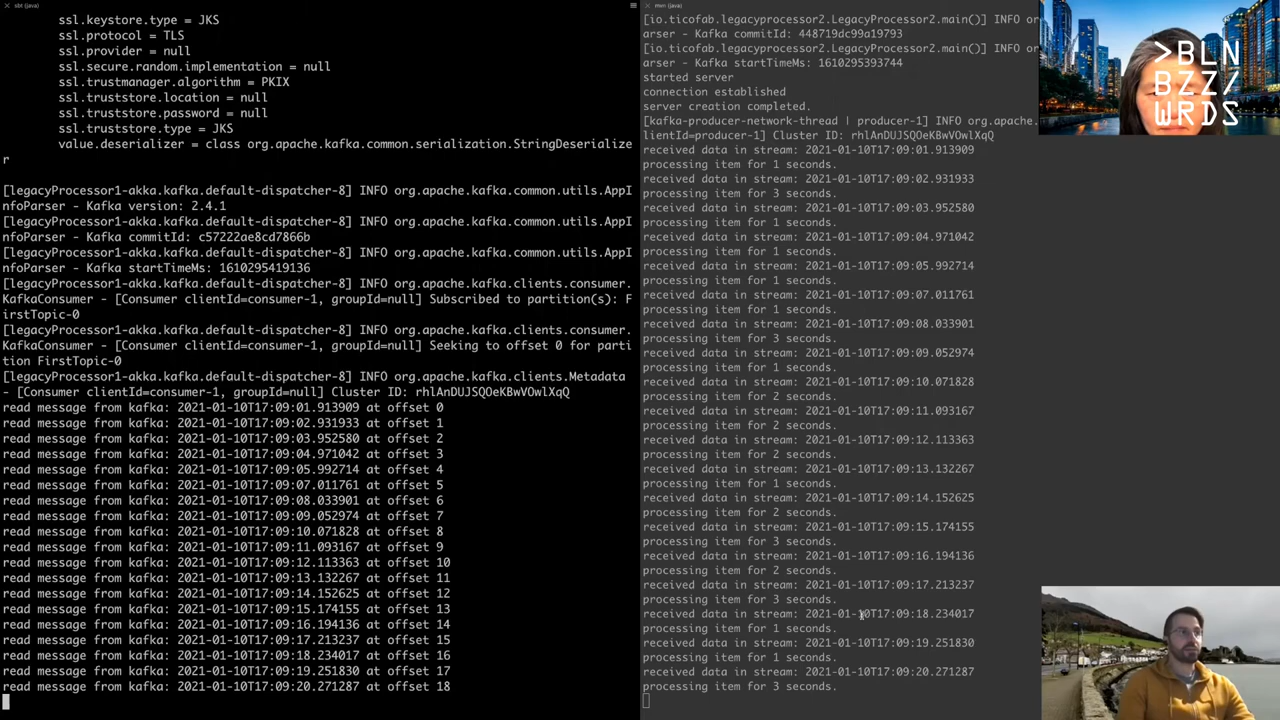 sbt
ssl.keystore.type = JKS
ssl.protocol = TLS
ssl.provider = null
ssl.secure.random.implementation = null
ssl.trustmanager.algorithm = PKIX
ssl.truststore.location = null
ssl.truststore.password = null
ssl.truststore.type = JKS
value.deserializer = class org.apache.kafka.common.serialization.StringDeserialize
r
[legacyProcessor1-akka.kafka.default-dispatcher-8] INFO org.apache.kafka.common.utils.AppI
nfoParser - Kafka version: 2.4.1
[legacyProcessor1-akka.kafka.default-dispatcher-8] INFO org.apache.kafka.common.utils.AppI
nfoParser - Kafka commitId: c57222ae8cd7866b
[legacyProcessor1-akka.kafka.default-dispatcher-8] INFO org.apache.kafka.common.utils.AppI
nfoParser - Kafka startTimeMs: 1610295419136
[legacyProcessor1-akka.kafka.default-dispatcher-8] INFO org.apache.kafka.clients.consumer.
KafkaConsumer - [Consumer clientId=consumer-1, groupId=null] Subscribed to partition(s): F
irstTopic-0
[legacyProcessor1-akka.kafka.default-dispatcher-8] INFO org.apache.kafka.clients.consumer.
KafkaConsumer - [Consumer clientId=consumer-1, groupId=null] Seeking to offset 0 for parti
tion FirstTopic-0
[legacyProcessor1-akka.kafka.default-dispatcher-8] INFO org.apache.kafka.clients.Metadata
- [Consumer clientId=consumer-1, groupId=null] Cluster ID: rhlAnDUJSQOeKBwVOwlXqQ
read message from kafka: 2021-01-10T17:09:01.913909 at offset 0
read message from kafka: 2021-01-10T17:09:02.931933 at offset 1
read message from kafka: 2021-01-10T17:09:03.952580 at offset 2
read message from kafka: 2021-01-10T17:09:04.971042 at offset 3
read message from kafka: 2021-01-10T17:09:05.992714 at offset 4
read message from kafka: 2021-01-10T17:09:07.011761 at offset 5
read message from kafka: 2021-01-10T17:09:08.033901 at offset 6
read message from kafka: 2021-01-10T17:09:09.052974 at offset 7
read message from kafka: 2021-01-10T17:09:10.071828 at offset 8
read message from kafka: 2021-01-10T17:09:11.093167 at offset 9
read message from kafka: 2021-01-10T17:09:12.113363 at offset 10
read message from kafka: 2021-01-10T17:09:13.132267 at offset 11
read message from kafka: 2021-01-10T17:09:14.152625 at offset 12
read message from kafka: 2021-01-10T17:09:15.174155 at offset 13
read message from kafka: 2021-01-10T17:09:16.194136 at offset 14
read message from kafka: 2021-01-10T17:09:17.213237 at offset 15
read message from kafka: 2021-01-10T17:09:18.234017 at offset 16
read message from kafka: 2021-01-10T17:09:19.251830 at offset 17
read message from kafka: 2021-01-10T17:09:20.271287 at offset 18
mvn
[io.ticofab.legacyprocessor2.LegacyProcessor2.main()] INFO or
arser - Kafka commitId: 448719dc99a19793
[io.ticofab.legacyprocessor2.LegacyProcessor2.main()] INFO or
arser - Kafka startTimeMs: 1610295393744
started server
connection established
server creation completed.
[kafka-producer-network-thread | producer-1] INFO org.apache.
lientId=producer-1] Cluster ID: rhlAnDUJSQOeKBwVOwlXqQ
received data in stream: 2021-01-10T17:09:01.913909
processing item for 1 seconds.
received data in stream: 2021-01-10T17:09:02.931933
processing item for 3 seconds.
received data in stream: 2021-01-10T17:09:03.952580
processing item for 1 seconds.
received data in stream: 2021-01-10T17:09:04.971042
processing item for 1 seconds.
received data in stream: 2021-01-10T17:09:05.992714
processing item for 1 seconds.
received data in stream: 2021-01-10T17:09:07.011761
processing item for 1 seconds.
received data in stream: 2021-01-10T17:09:08.033901
processing item for 3 seconds.
received data in stream: 2021-01-10T17:09:09.052974
processing item for 1 seconds.
received data in stream: 2021-01-10T17:09:10.071828
processing item for 2 seconds.
received data in stream: 2021-01-10T17:09:11.093167
processing item for 2 seconds.
received data in stream: 2021-01-10T17:09:12.113363
processing item for 2 seconds.
received data in stream: 2021-01-10T17:09:13.132267
processing item for 1 seconds.
received data in stream: 2021-01-10T17:09:14.152625
processing item for 2 seconds.
received data in stream: 2021-01-10T17:09:15.174155
processing item for 3 seconds.
received data in stream: 2021-01-10T17:09:16.194136
processing item for 2 seconds.
received data in stream: 2021-01-10T17:09:17.213237
processing item for 3 seconds.
received data in stream: 2021-01-10T17:09:18.234017
processing item for 1 seconds.
received data in stream: 2021-01-10T17:09:19.251830
processing item for 1 seconds.
received data in stream: 2021-01-10T17:09:20.271287
processing item for 3 seconds.
>BLN
BZZ/
WRDS